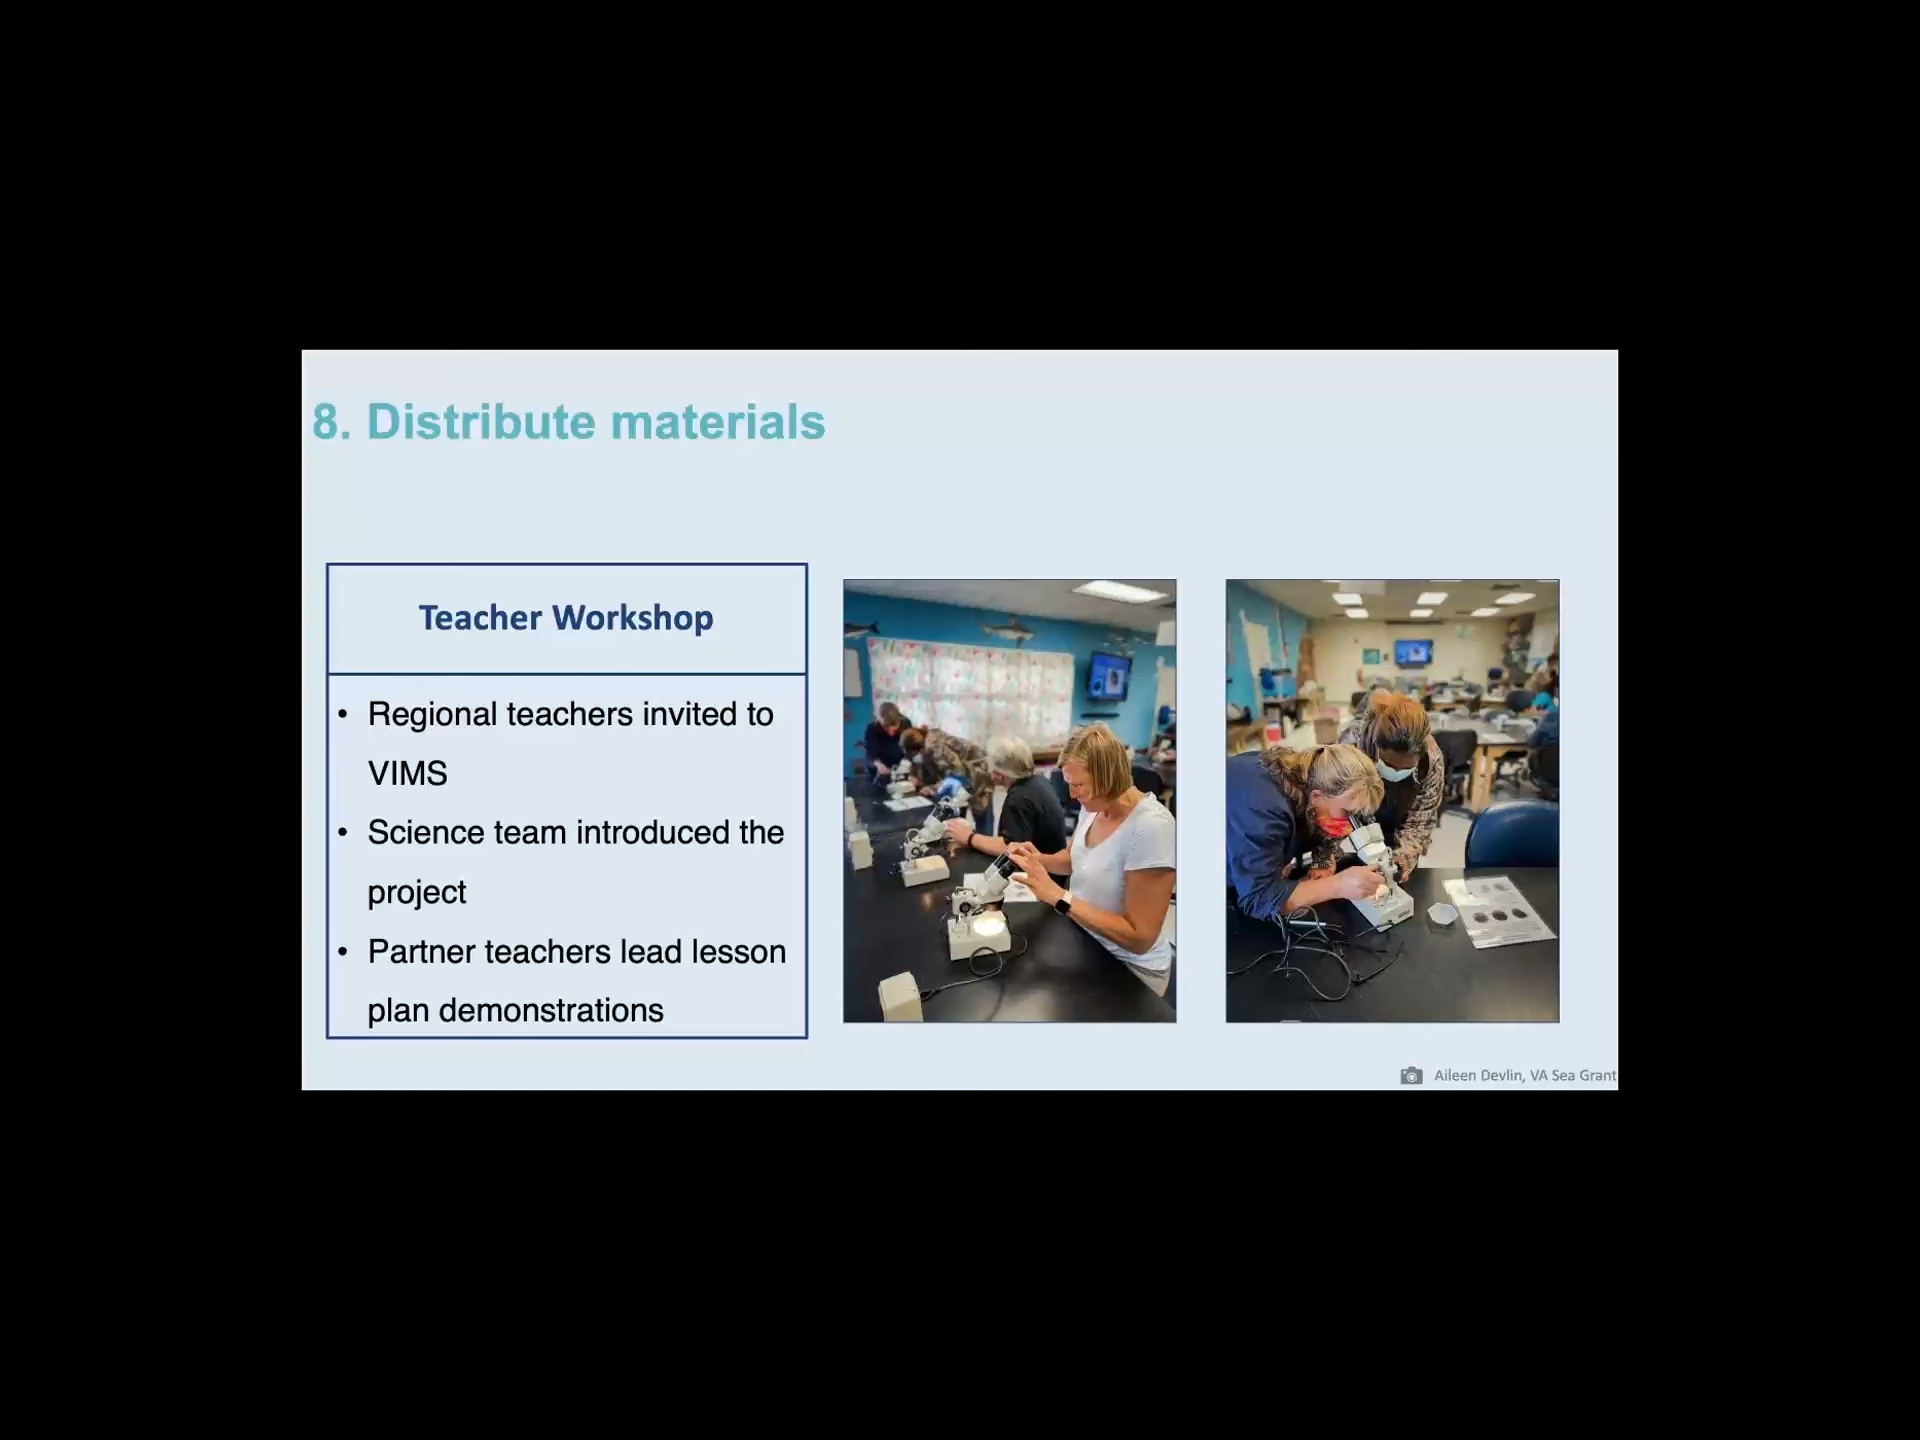 8. Distribute materials
Teacher Workshop
• Regional teachers invited to
VIMS
• Science team introduced the
project
• Partner teachers lead lesson
plan demonstrations
Aileen Devlin, VA Sea Grant